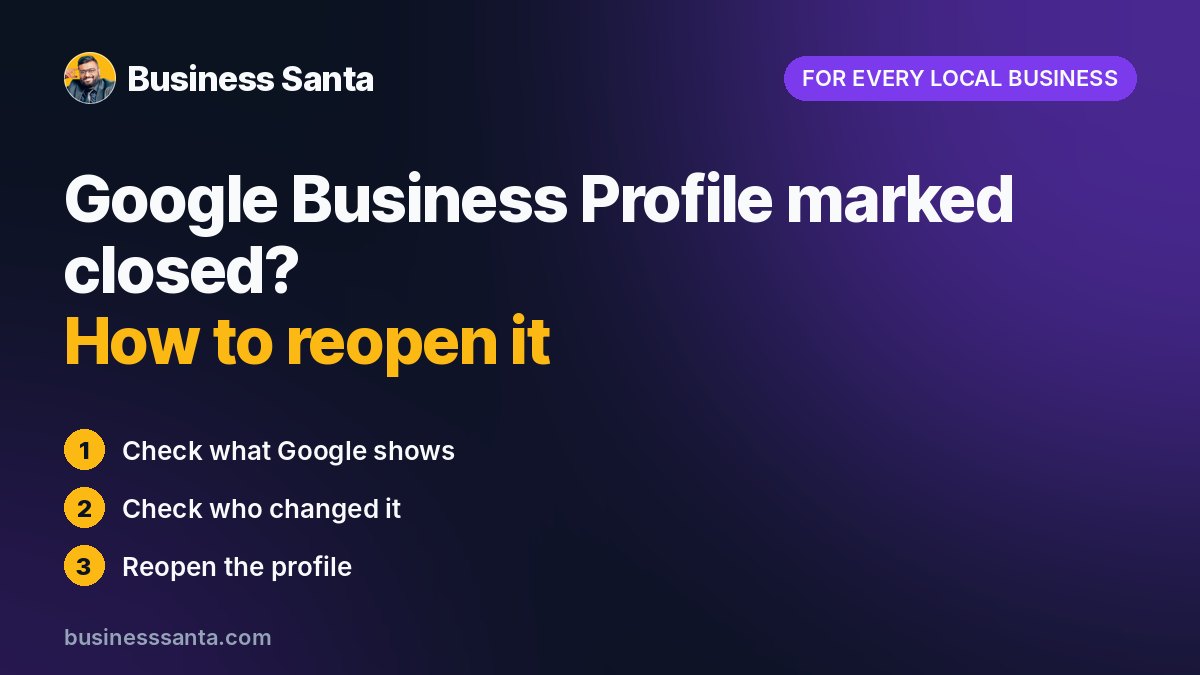 Business Santa
FOR EVERY LOCAL BUSINESS
Google Business Profile marked
closed?
How to reopen it
1 Check what Google shows
2 Check who changed it
3 Reopen the profile
businesssanta.com